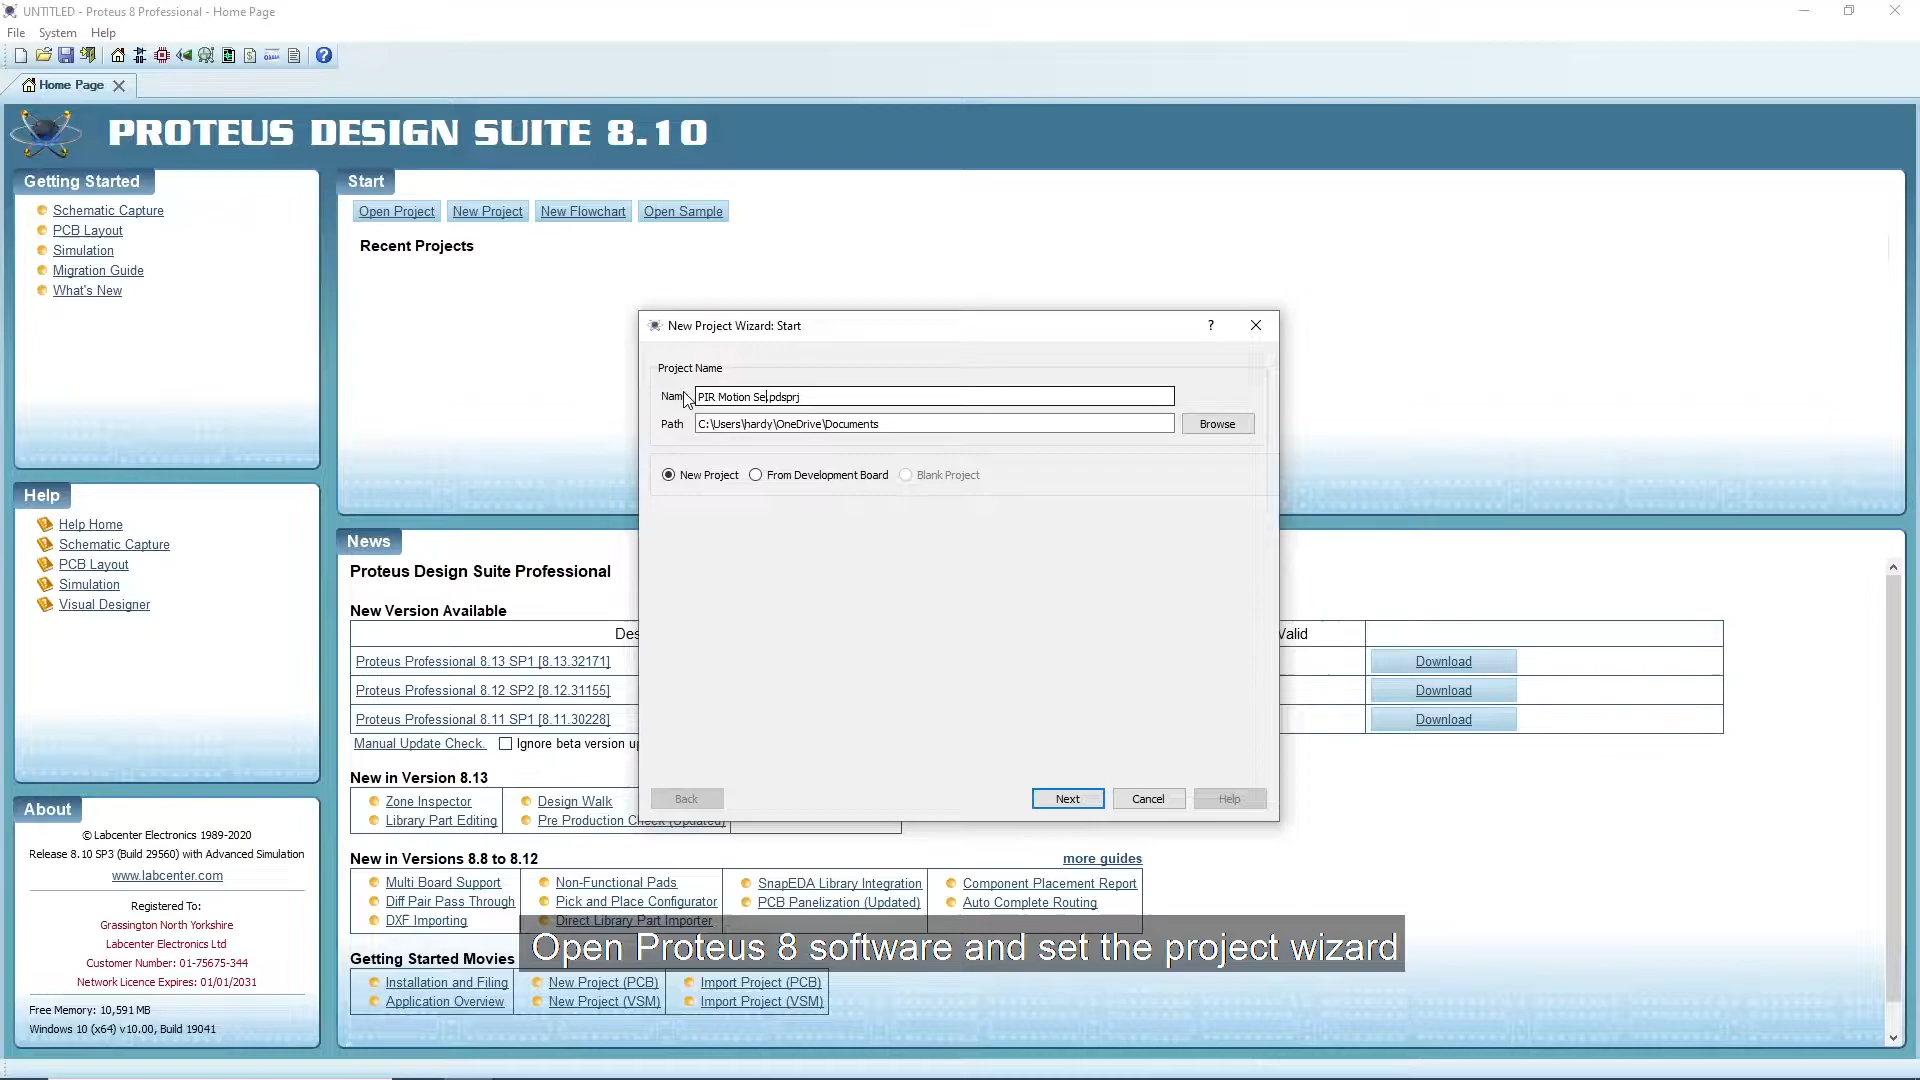 UNTITLED - Proteus 8 Professional - Home Page
File System Help
Home Page
PROTEUS DESIGN SUITE 8.10
Getting Started
Schematic Capture
PCB Layout
Simulation
Migration Guide
What's New
Start
Open Project New Project New Flowchart Open Sample
Recent Projects
New Project Wizard: Start
?
Project Name
Nam PIR Motion Se.pdsprj
Path C:\Users\hardy\OneDrive\Documents Browse
New Project From Development Board Blank Project
Back Next Cancel Help
Help
Help Home
Schematic Capture
PCB Layout
Simulation
Visual Designer
News
Proteus Design Suite Professional
New Version Available
Des Valid
Proteus Professional 8.13 SP1 [8.13.32171] Download
Proteus Professional 8.12 SP2 [8.12.31155] Download
Proteus Professional 8.11 SP1 [8.11.30228] Download
Manual Update Check. Ignore beta version up
New in Version 8.13
Zone Inspector Design Walk
Library Part Editing Pre Production Check (Updated)
New in Versions 8.8 to 8.12 more guides
Multi Board Support Non-Functional Pads SnapEDA Library Integration Component Placement Report
Diff Pair Pass Through Pick and Place Configurator PCB Panelization (Updated) Auto Complete Routing
DXF Importing Direct Library Part Importer
Open Proteus 8 software and set the project wizard
Getting Started Movies
Installation and Filing New Project (PCB) Import Project (PCB)
Application Overview New Project (VSM) Import Project (VSM)
About
© Labcenter Electronics 1989-2020
Release 8.10 SP3 (Build 29560) with Advanced Simulation
www.labcenter.com
Registered To:
Grassington North Yorkshire
Labcenter Electronics Ltd
Customer Number: 01-75675-344
Network Licence Expires: 01/01/2031
Free Memory: 10,591 MB
Windows 10 (x64) v10.00, Build 19041